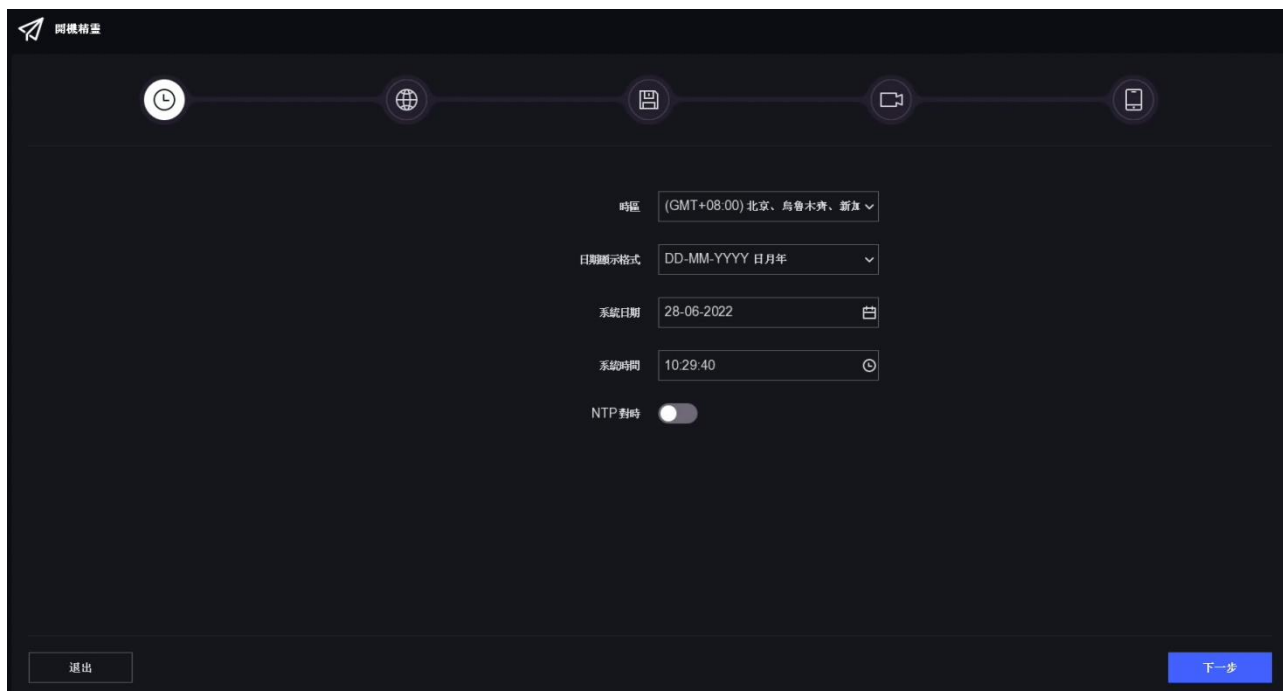 開機精靈
時區 (GMT+08:00) 北京、烏魯木齊、新加
日期顯示格式 DD-MM-YYYY 日月年
系統日期 28-06-2022
系統時間 10:29:40
NTP 對時
退出 下一步